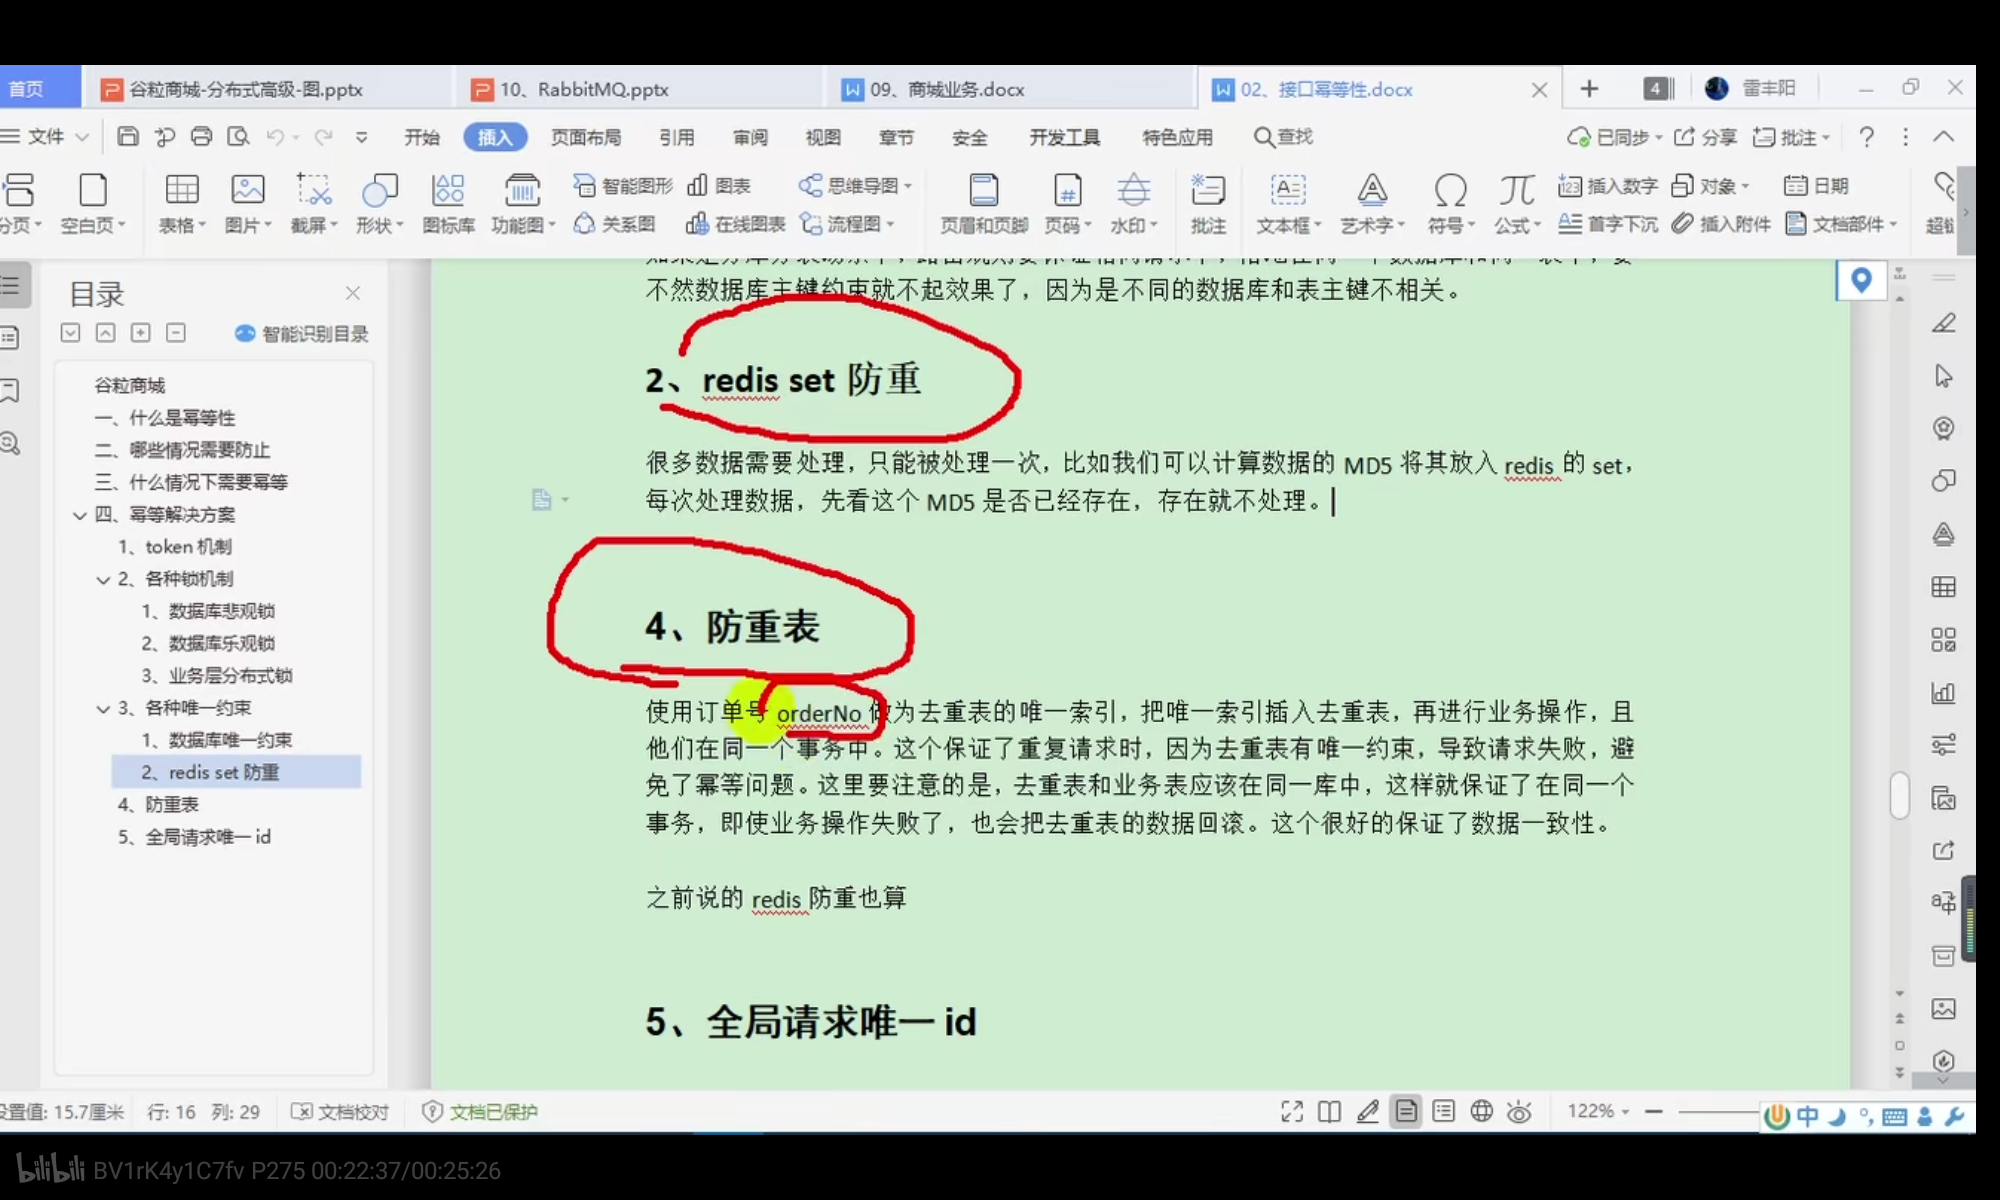 首页
谷粒商城-分布式高级-图.pptx
10、RabbitMQ.pptx
09、商城业务.docx
02、接口幂等性.docx
4
雷丰阳
文件
开始
插入
页面布局
引用
审阅
视图
章节
安全
开发工具
特色应用
查找
已同步
分享
批注
分页
空白页
表格
图片
截屏
形状
图标库
功能图
智能图形
图表
关系图
在线图表
思维导图
流程图
页眉和页脚
页码
水印
批注
文本框
艺术字
符号
公式
插入数字
对象
日期
首字下沉
插入附件
文档部件
目录
智能识别目录
谷粒商城
一、什么是幂等性
二、哪些情况需要防止
三、什么情况下需要幂等
四、幂等解决方案
1、token 机制
2、各种锁机制
1、数据库悲观锁
2、数据库乐观锁
3、业务层分布式锁
3、各种唯一约束
1、数据库唯一约束
2、redis set 防重
4、防重表
5、全局请求唯一 id
不然数据库主键约束就不起效果了，因为是不同的数据库和表主键不相关。
2、redis set 防重
很多数据需要处理，只能被处理一次，比如我们可以计算数据的 MD5 将其放入 redis 的 set，
每次处理数据，先看这个 MD5 是否已经存在，存在就不处理。
4、防重表
使用订单号 orderNo 做为去重表的唯一索引，把唯一索引插入去重表，再进行业务操作，且
他们在同一个事务中。这个保证了重复请求时，因为去重表有唯一约束，导致请求失败，避
免了幂等问题。这里要注意的是，去重表和业务表应该在同一库中，这样就保证了在同一个
事务，即使业务操作失败了，也会把去重表的数据回滚。这个很好的保证了数据一致性。
之前说的 redis 防重也算
5、全局请求唯一 id
设置值: 15.7厘米
行: 16
列: 29
文档校对
文档已保护
122%
中
bilibili BV1rK4y1C7fv P275 00:22:37/00:25:26